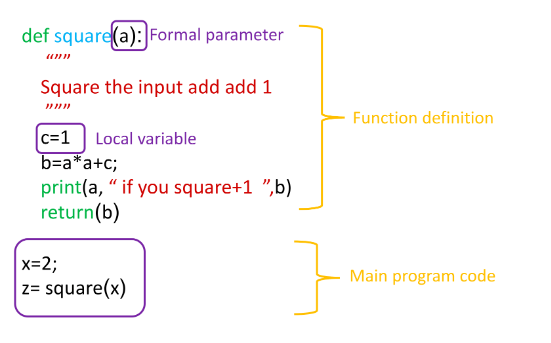 def square(a): Formal parameter
“””
Square the input add add 1
”””
c=1 Local variable
Function definition
b=a*a+c;
print(a, “ if you square+1 ”,b)
return(b)
x=2;
Main program code
z= square(x)